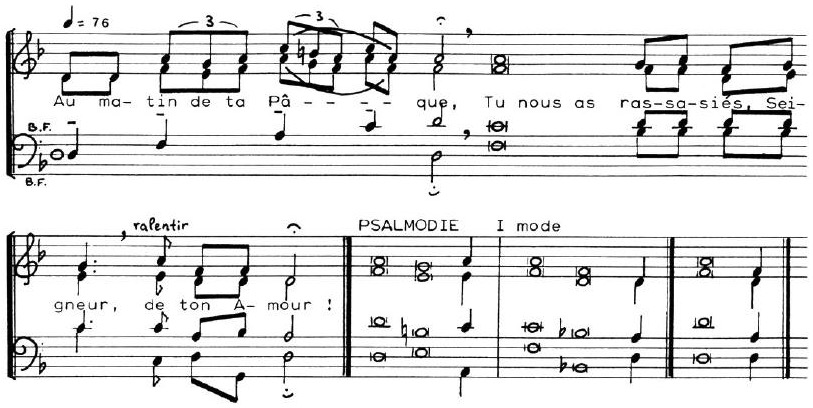 ♩ = 76
3 3
Au ma-tin de ta Pâ - - - - que, Tu nous as ras-sa-siés, Sei-
B.F.
B.F.
ralentir PSALMODIE I mode
gneur, de ton A-mour !